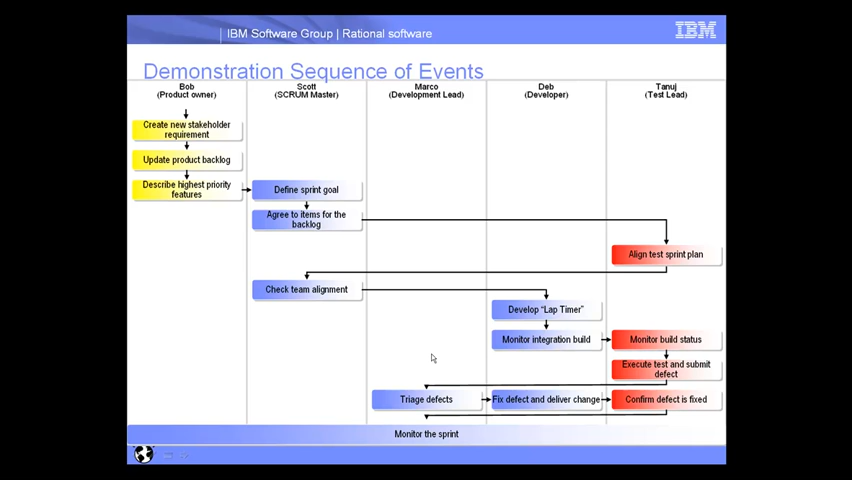 IBM Software Group | Rational software
IBM
Demonstration Sequence of Events
Bob
(Product owner)
Scott
(SCRUM Master)
Marco
(Development Lead)
Deb
(Developer)
Tanuj
(Test Lead)
Create new stakeholder
requirement
Update product backlog
Describe highest priority
features
Define sprint goal
Agree to items for the
backlog
Align test sprint plan
Check team alignment
Develop “Lap Timer”
Monitor integration build
Monitor build status
Execute test and submit
defect
Triage defects
Fix defect and deliver change
Confirm defect is fixed
Monitor the sprint